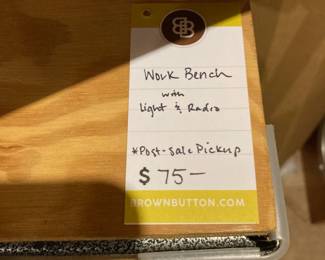 Work Bench
with
Light & Radio
*Post-Sale Pickup
$75—
BROWNBUTTON.COM